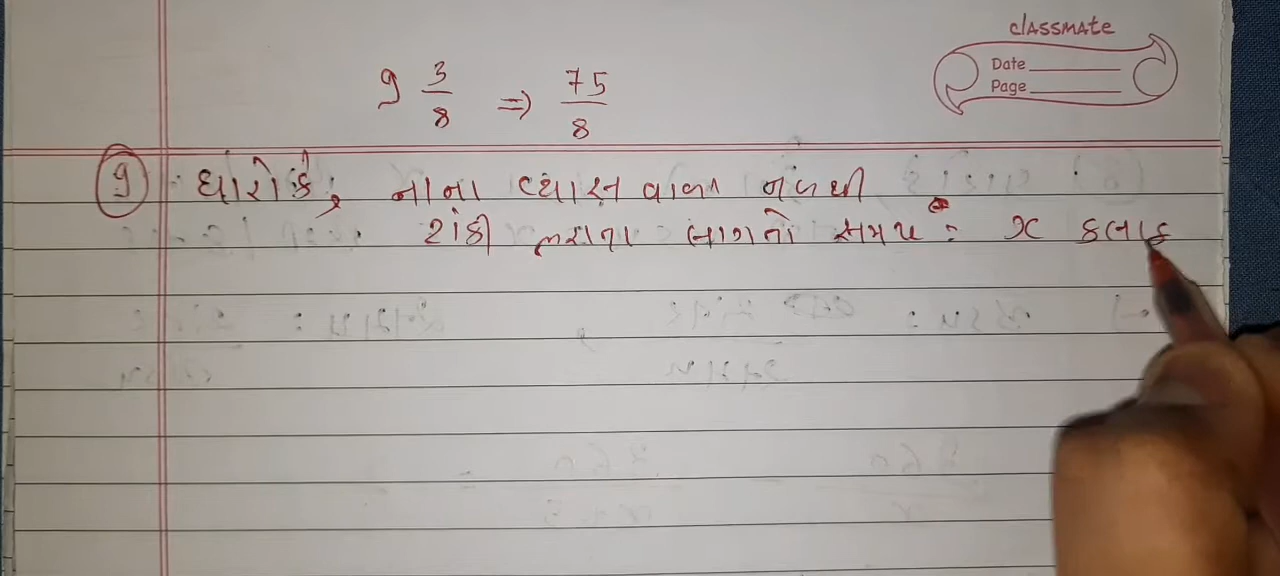 classmate
Date
Page
9 3/8 ⇒ 75/8
9 ધારોકે, નાના વ્યાસ વાળા નળથી
ટાંકી ભરાતા લાગતો સમય = x કલાક